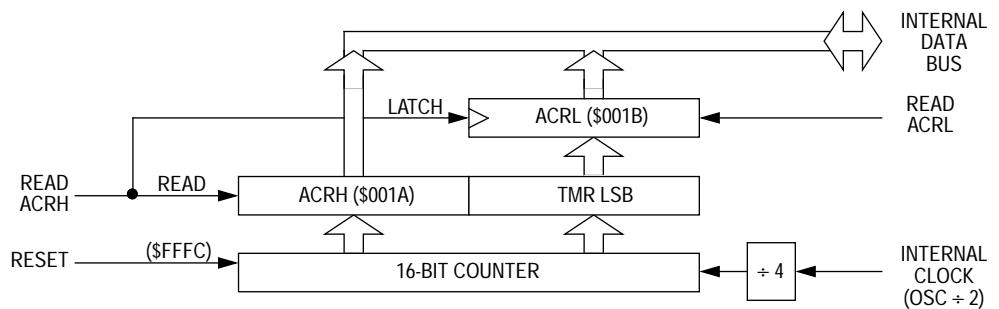 INTERNAL
DATA
BUS
LATCH
ACRL ($001B)
READ
ACRL
READ
ACRH
READ
ACRH ($001A)
TMR LSB
RESET
($FFFC)
16-BIT COUNTER
÷ 4
INTERNAL
CLOCK
(OSC ÷ 2)